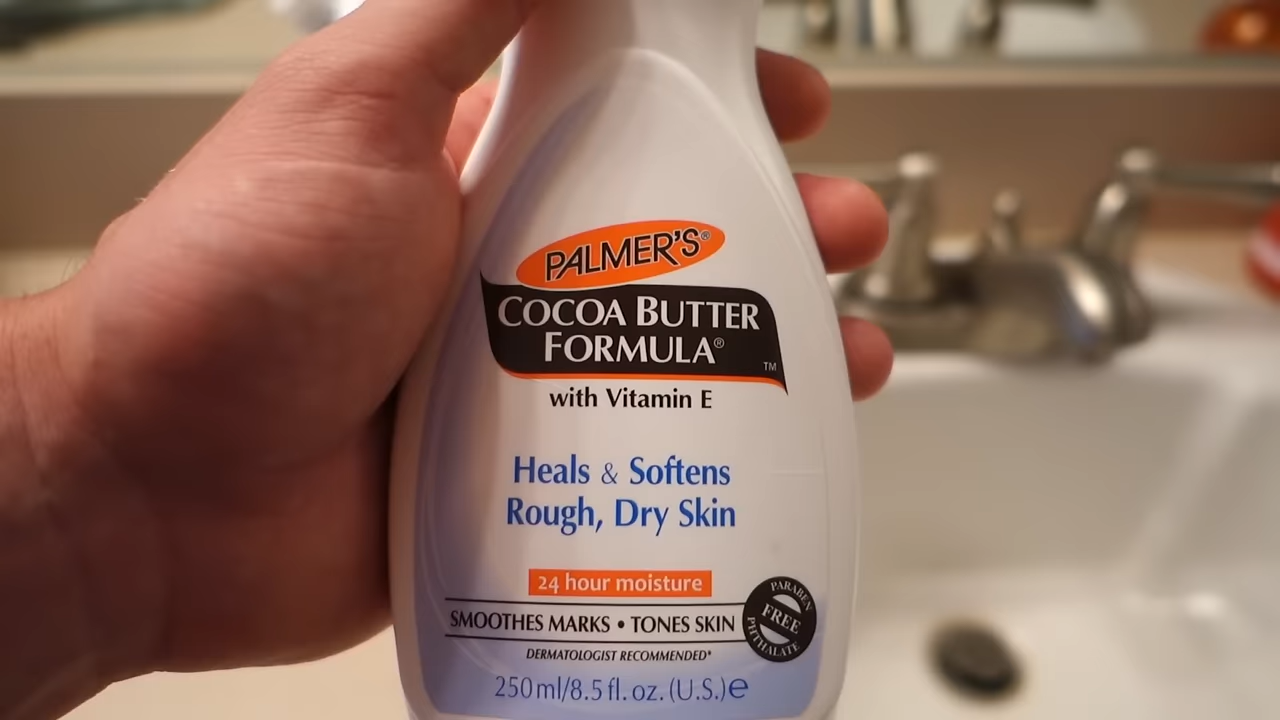 PALMER'S®
COCOA BUTTER
FORMULA®
TM
with Vitamin E
Heals & Softens
Rough, Dry Skin
24 hour moisture
SMOOTHES MARKS • TONES SKIN
PARABEN
FREE
PHTHALATE
DERMATOLOGIST RECOMMENDED*
250ml/8.5 fl. oz. (U.S.)e